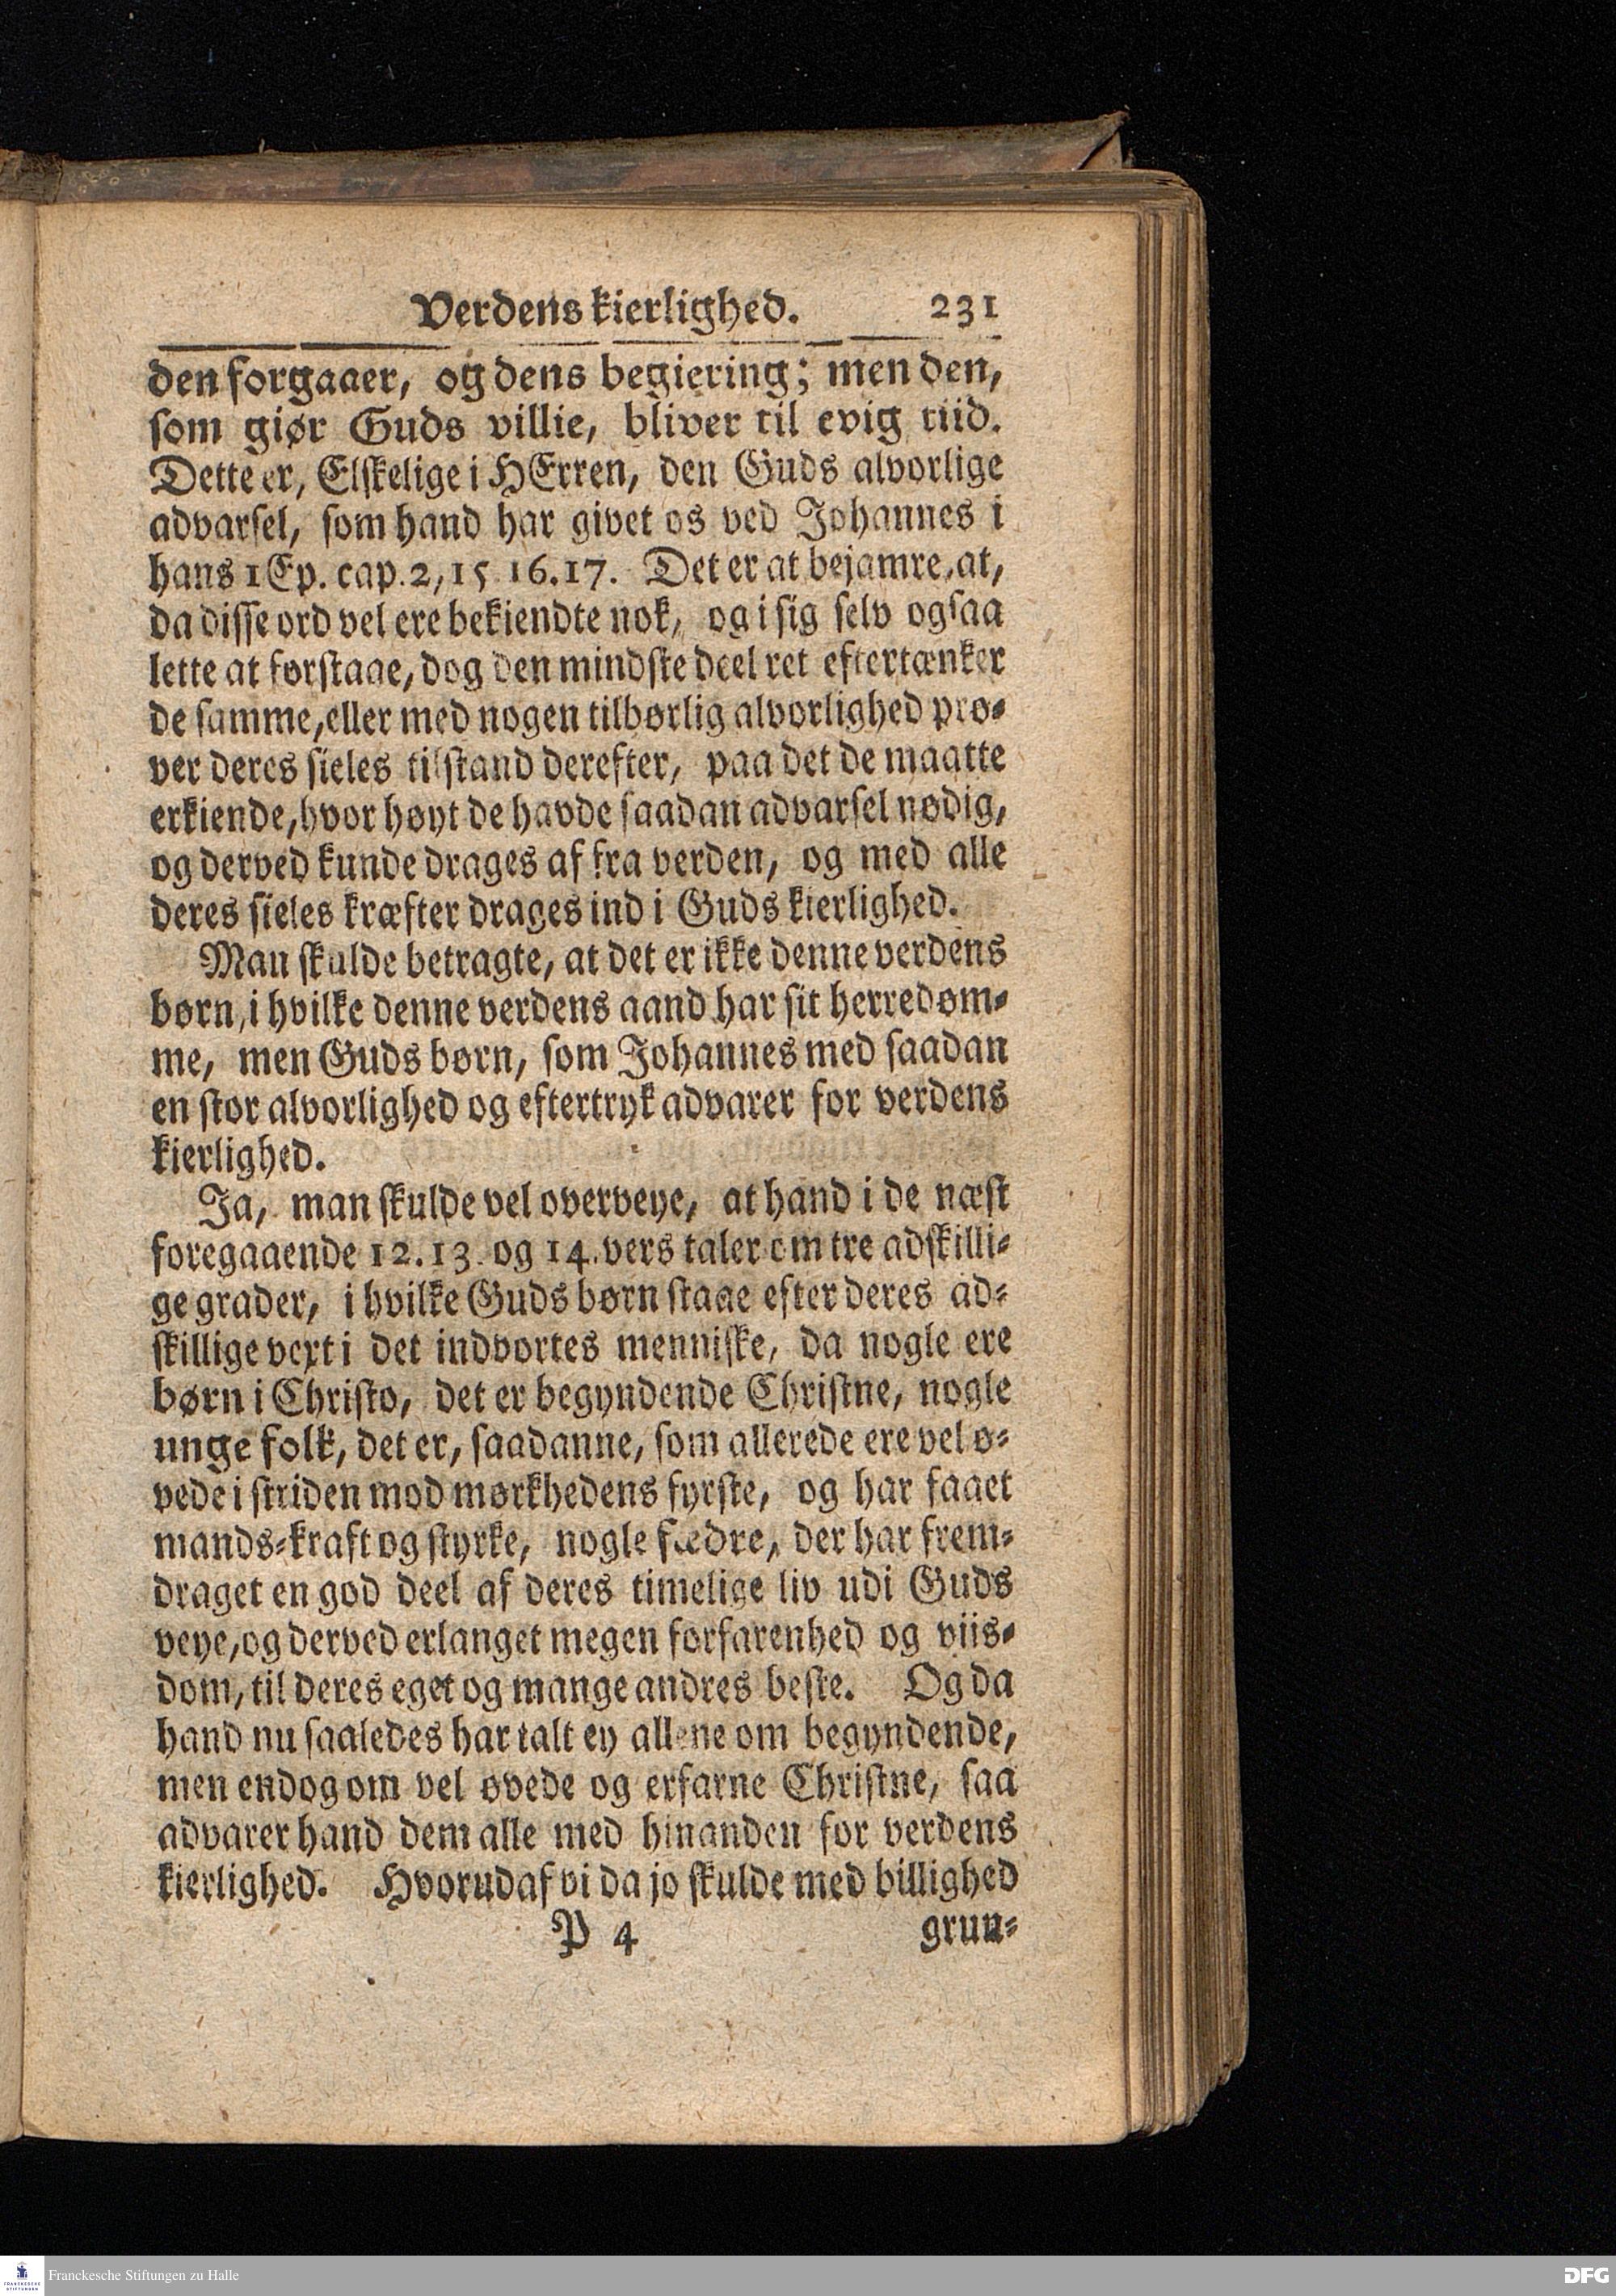 Verdens kierlighed. 231
den forgaaer, og dens begiering; men den,
som giør Guds villie, bliver til evig tiid.
Dette er, Elskelige i HErren, den Guds alvorlige
advarsel, som hand har givet os ved Johannes i
hans 1 Ep. cap. 2, 15 16. 17. Det er at bejamre, at,
da disse ord vel ere bekiendte nok, og i sig selv ogsaa
lette at forstaae, dog den mindste deel ret eftertænker
de samme, eller med nogen tilbørlig alvorlighed prø-
ver deres sieles tilstand derefter, paa det de maatte
erkiende, hvor høyt de havde saadan advarsel nødig,
og derved kunde drages af fra verden, og med alle
deres sieles kræfter drages ind i Guds kierlighed.
Man skulde betragte, at det er ikke denne verdens
børn, i hvilke denne verdens aand har sit herredøm-
me, men Guds børn, som Johannes med saadan
en stor alvorlighed og eftertryk advarer for verdens
kierlighed.
Ja, man skulde vel overveye, at hand i de næst
foregaaende 12. 13. og 14. vers taler om tre adskilli-
ge grader, i hvilke Guds børn staae efter deres ad-
skillige vext i det indvortes menniske, da nogle ere
børn i Christo, det er begyndende Christne, nogle
unge folk, det er, saadanne, som allerede ere vel ø-
vede i striden mod mørkhedens fyrste, og har faaet
mands-kraft og styrke, nogle fædre, der har frem-
draget en god deel af deres timelige liv udi Guds
veye, og derved erlanget megen forfarenhed og viis-
dom, til deres eget og mange andres beste. Og da
hand nu saaledes har talt ey allene om begyndende,
men endog om vel øvede og erfarne Christne, saa
advarer hand dem alle med hinanden for verdens
kierlighed. Hvorudaf vi da jo skulde med billighed
P 4 grun-
Franckesche Stiftungen zu Halle
FRANCKESCHE
STIFTUNGEN
DFG